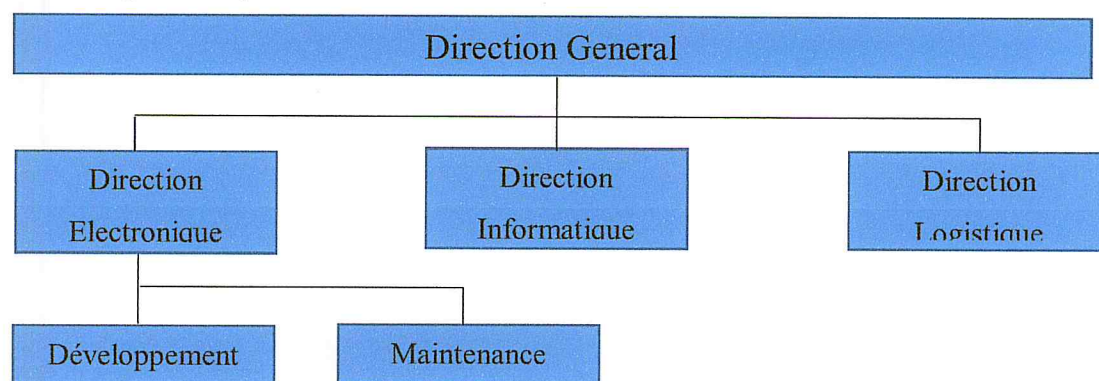 Direction General
Direction
Electronique
Direction
Informatique
Direction
Logistique
Développement
Maintenance